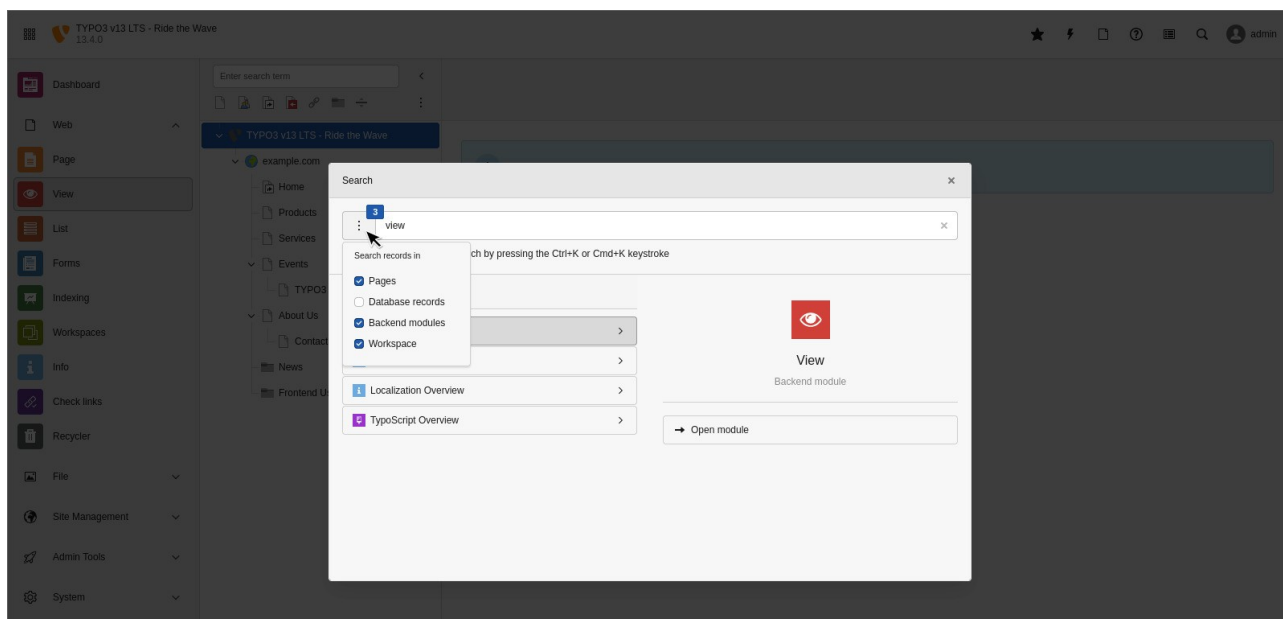 TYPO3 v13 LTS - Ride the Wave
13.4.0
admin
Dashboard
Web
Page
View
List
Forms
Indexing
Workspaces
Info
Check links
Recycler
File
Site Management
Admin Tools
System
Enter search term
TYPO3 v13 LTS - Ride the Wave
example.com
Home
Products
Services
Events
TYPO3
About Us
Contact
News
Frontend Us
Search
3
view
ch by pressing the Ctrl+K or Cmd+K keystroke
Search records in
Pages
Database records
Backend modules
Workspace
Localization Overview
TypoScript Overview
View
Backend module
Open module